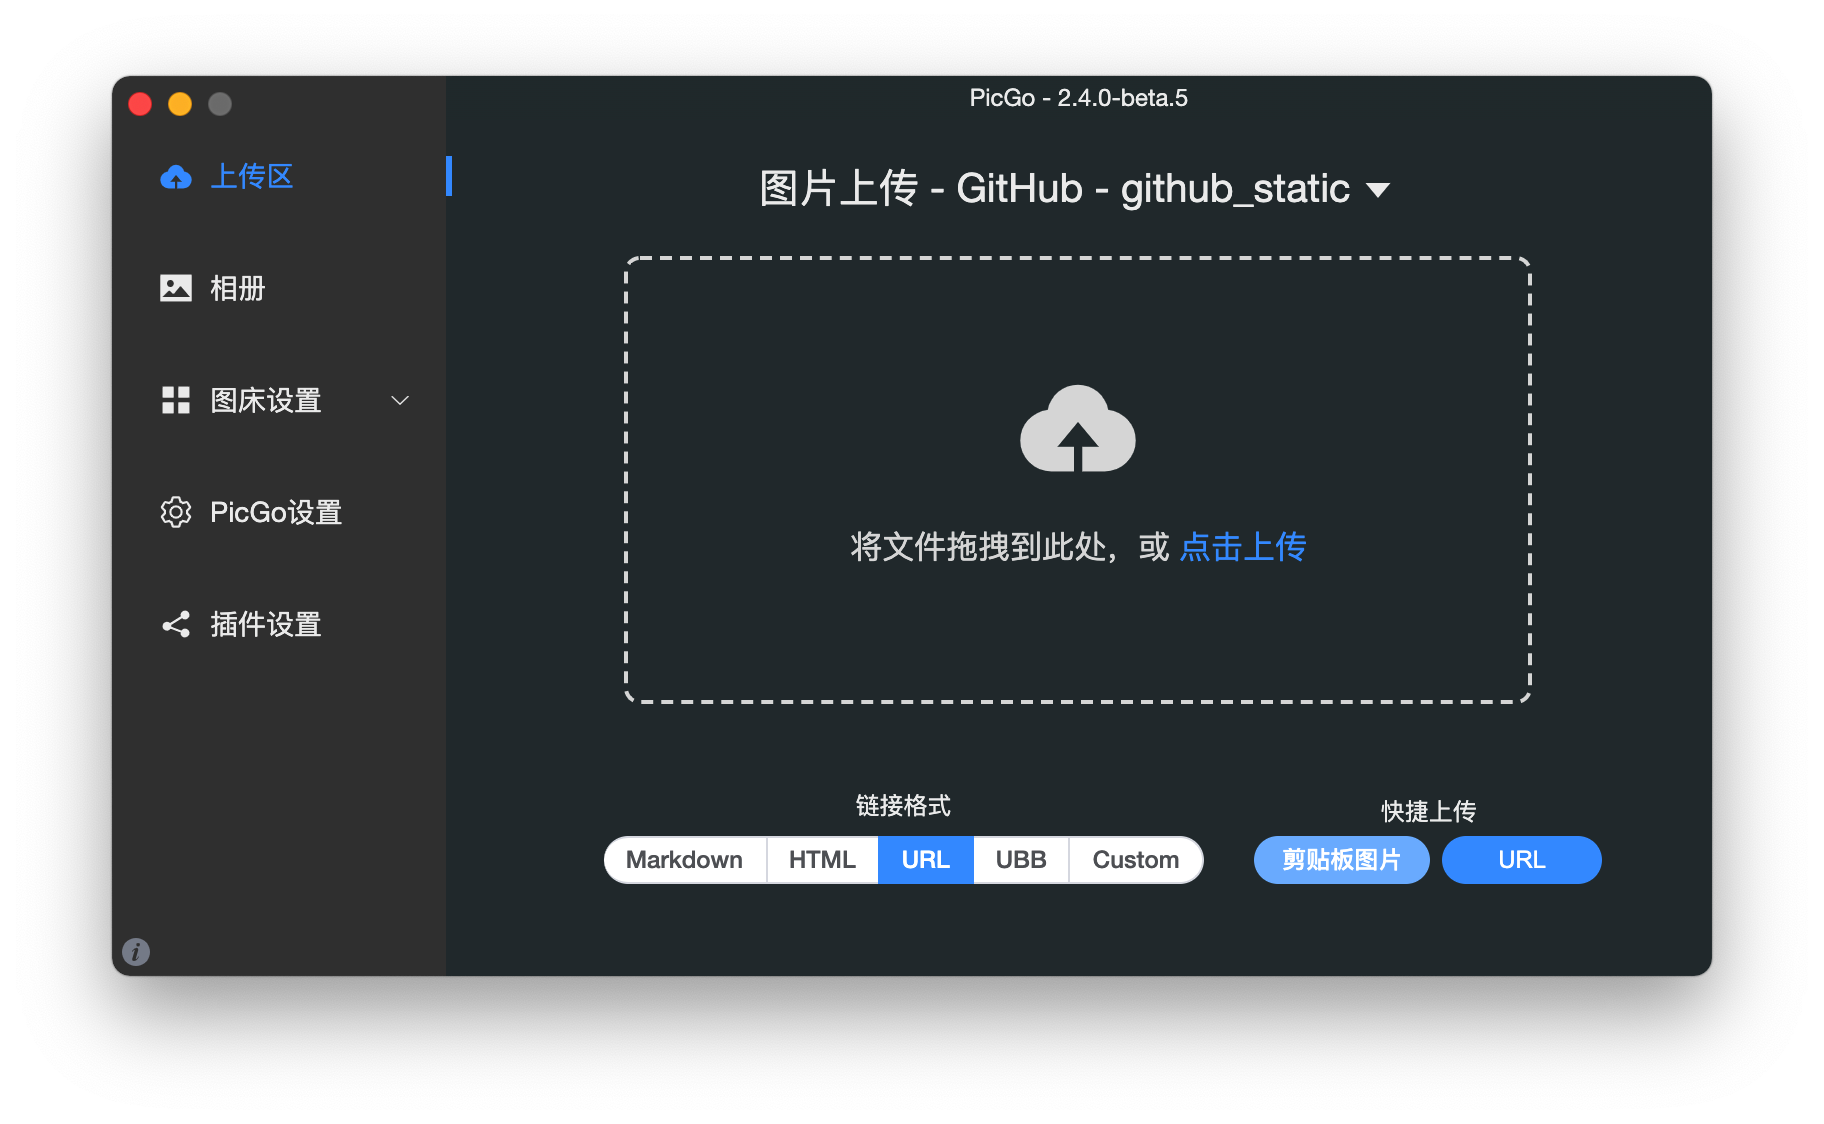 PicGo - 2.4.0-beta.5
上传区
相册
图床设置
PicGo设置
插件设置
图片上传 - GitHub - github_static
将文件拖拽到此处，或 点击上传
链接格式
Markdown HTML URL UBB Custom
快捷上传
剪贴板图片 URL
i